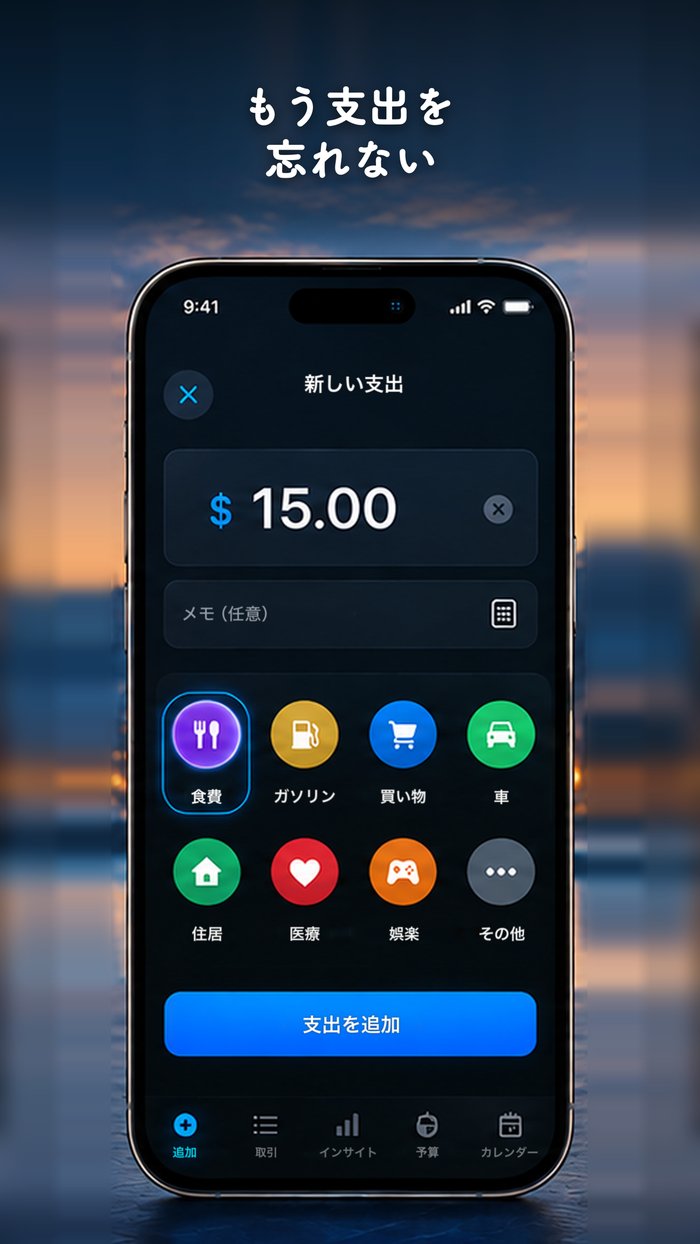 もう支出を
忘れない
9:41
新しい支出
$ 15.00
メモ（任意）
食費
ガソリン
買い物
車
住居
医療
娯楽
その他
支出を追加
追加
取引
インサイト
予算
カレンダー